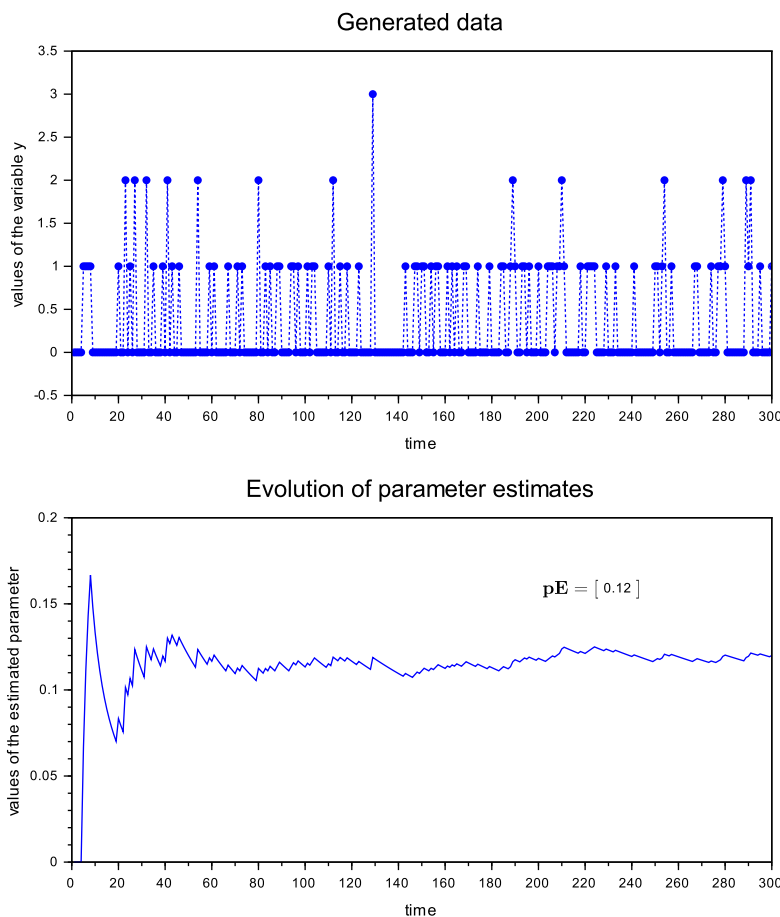 Generated data
values of the variable y
3.5
3
2.5
2
1.5
1
0.5
0
-0.5
0 20 40 60 80 100 120 140 160 180 200 220 240 260 280 300
time
Evolution of parameter estimates
values of the estimated parameter
0.2
0.15
0.1
0.05
0
pE = [ 0.12 ]
0 20 40 60 80 100 120 140 160 180 200 220 240 260 280 300
time